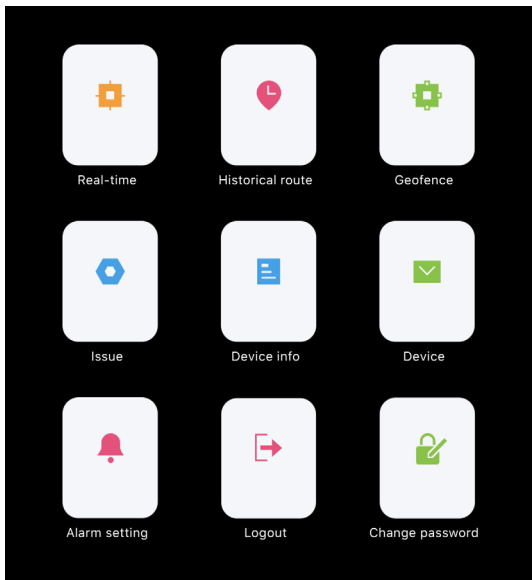 Real-time
Historical route
Geofence
Issue
Device info
Device
Alarm setting
Logout
Change password